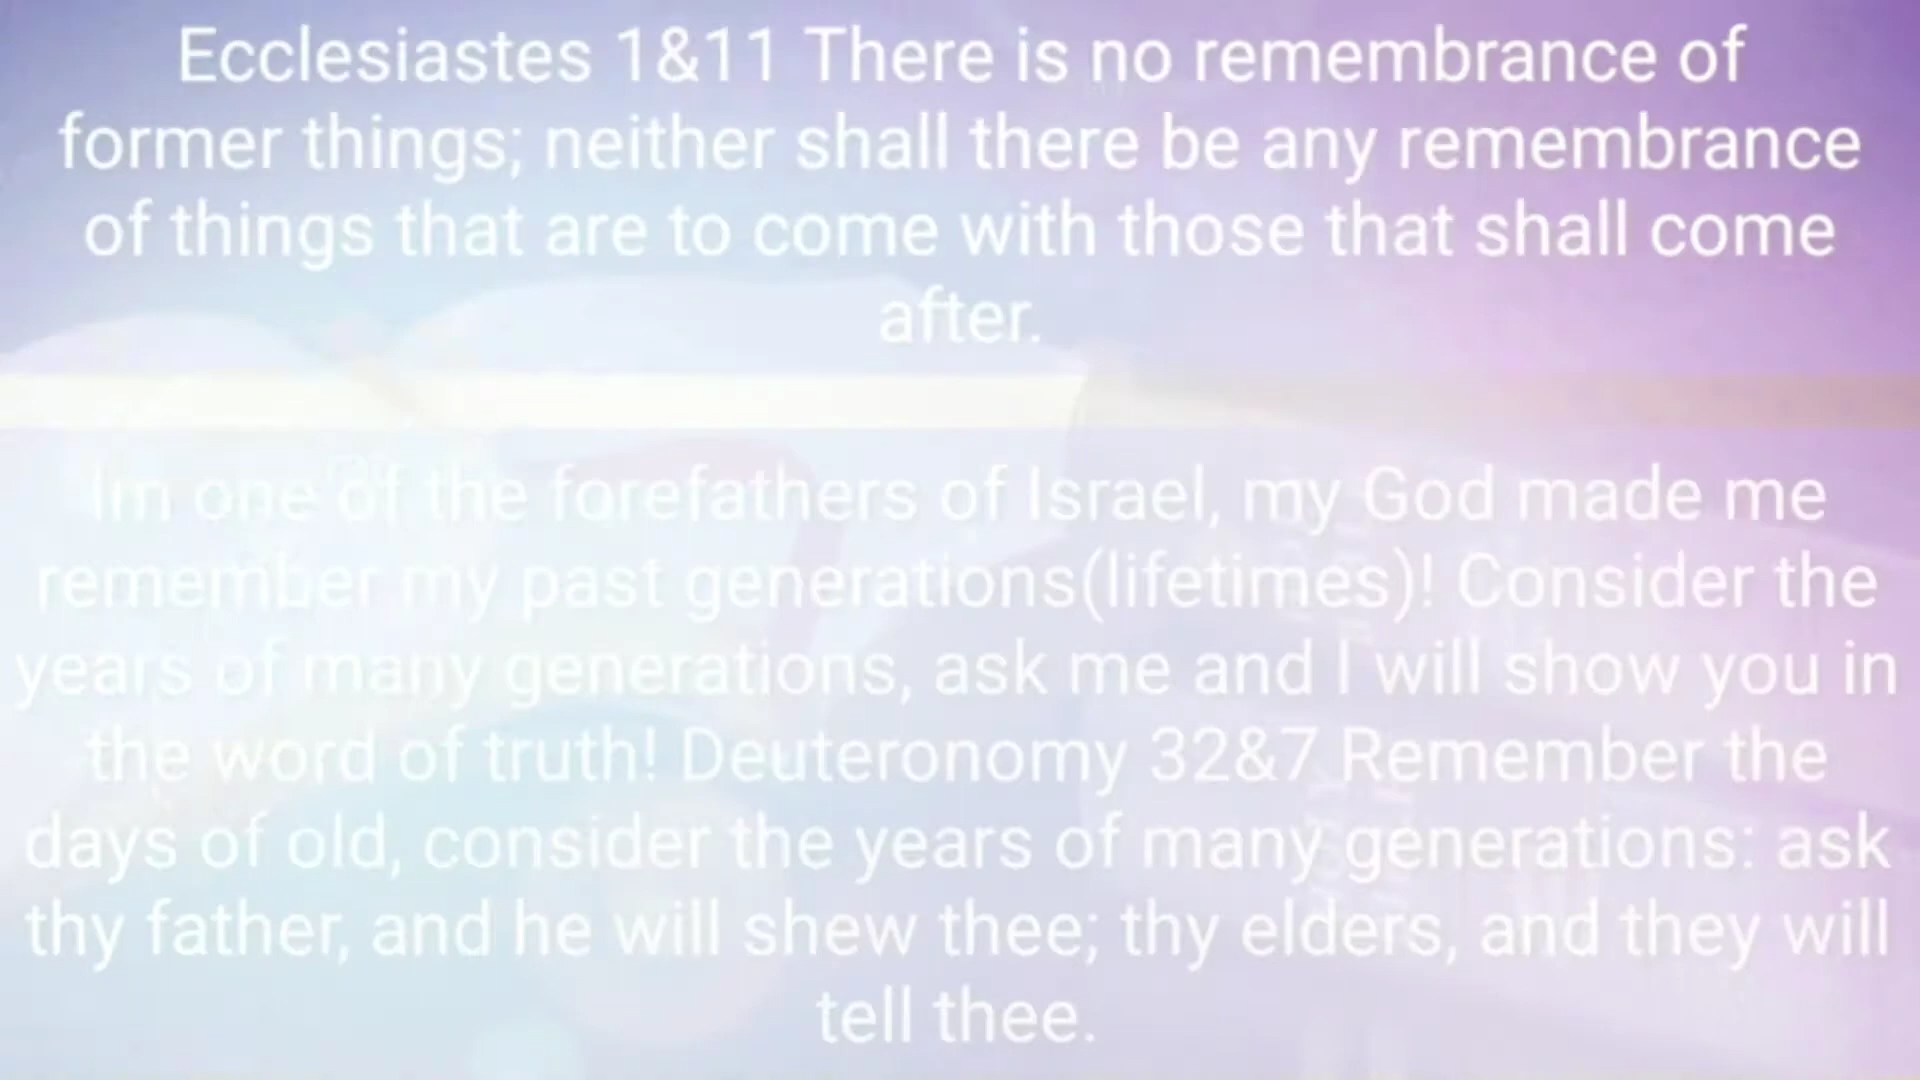 Ecclesiastes 1&11 There is no remembrance of
former things; neither shall there be any remembrance
of things that are to come with those that shall come
after.
Im one of the forefathers of Israel, my God made me
remember my past generations(lifetimes)! Consider the
years of many generations, ask me and I will show you in
the word of truth! Deuteronomy 32&7 Remember the
days of old, consider the years of many generations: ask
thy father, and he will shew thee; thy elders, and they will
tell thee.